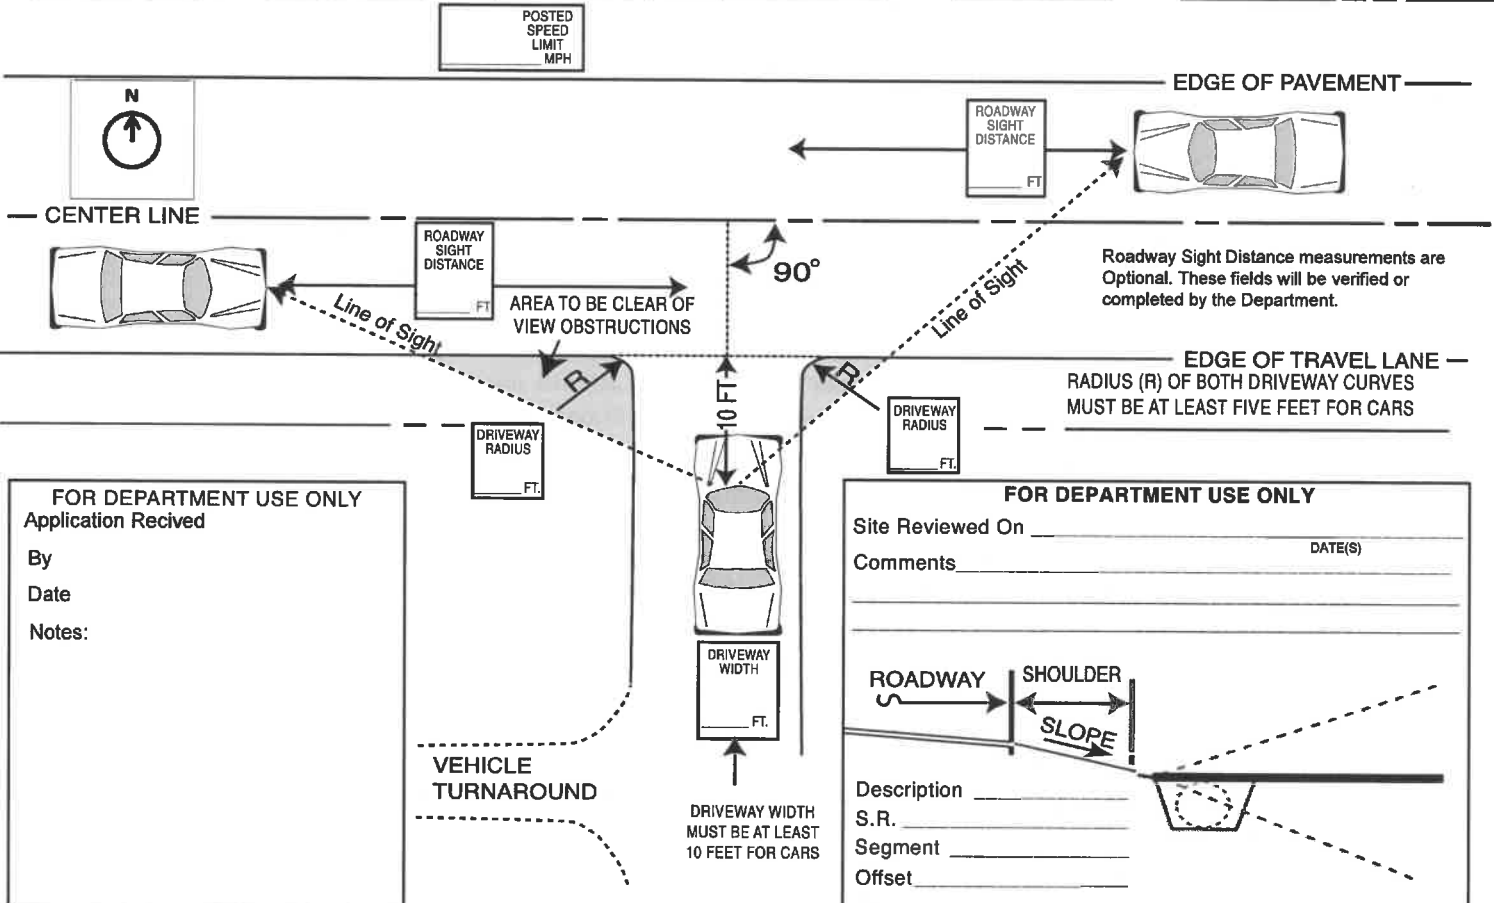 POSTED
SPEED
LIMIT
MPH
EDGE OF PAVEMENT
N
ROADWAY
SIGHT
DISTANCE
FT
CENTER LINE
ROADWAY
SIGHT
DISTANCE
FT
90°
Roadway Sight Distance measurements are
Optional. These fields will be verified or
completed by the Department.
Line of Sight
Line of Sight
AREA TO BE CLEAR OF
VIEW OBSTRUCTIONS
EDGE OF TRAVEL LANE
RADIUS (R) OF BOTH DRIVEWAY CURVES
MUST BE AT LEAST FIVE FEET FOR CARS
R
10 FT
R
DRIVEWAY
RADIUS
FT.
DRIVEWAY
RADIUS
FT.
FOR DEPARTMENT USE ONLY
Application Recived
By
Date
Notes:
FOR DEPARTMENT USE ONLY
Site Reviewed On
DATE(S)
Comments
DRIVEWAY
WIDTH
FT.
ROADWAY
SHOULDER
SLOPE
VEHICLE
TURNAROUND
DRIVEWAY WIDTH
MUST BE AT LEAST
10 FEET FOR CARS
Description
S.R.
Segment
Offset